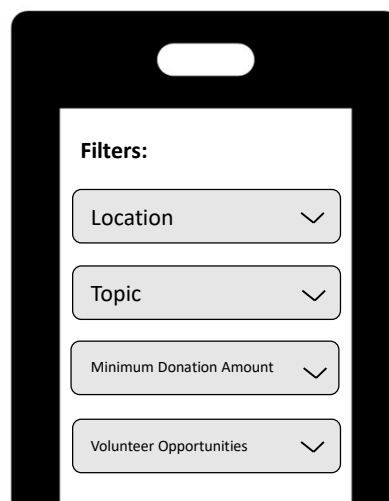 Filters:
Location
Topic
Minimum Donation Amount
Volunteer Opportunities